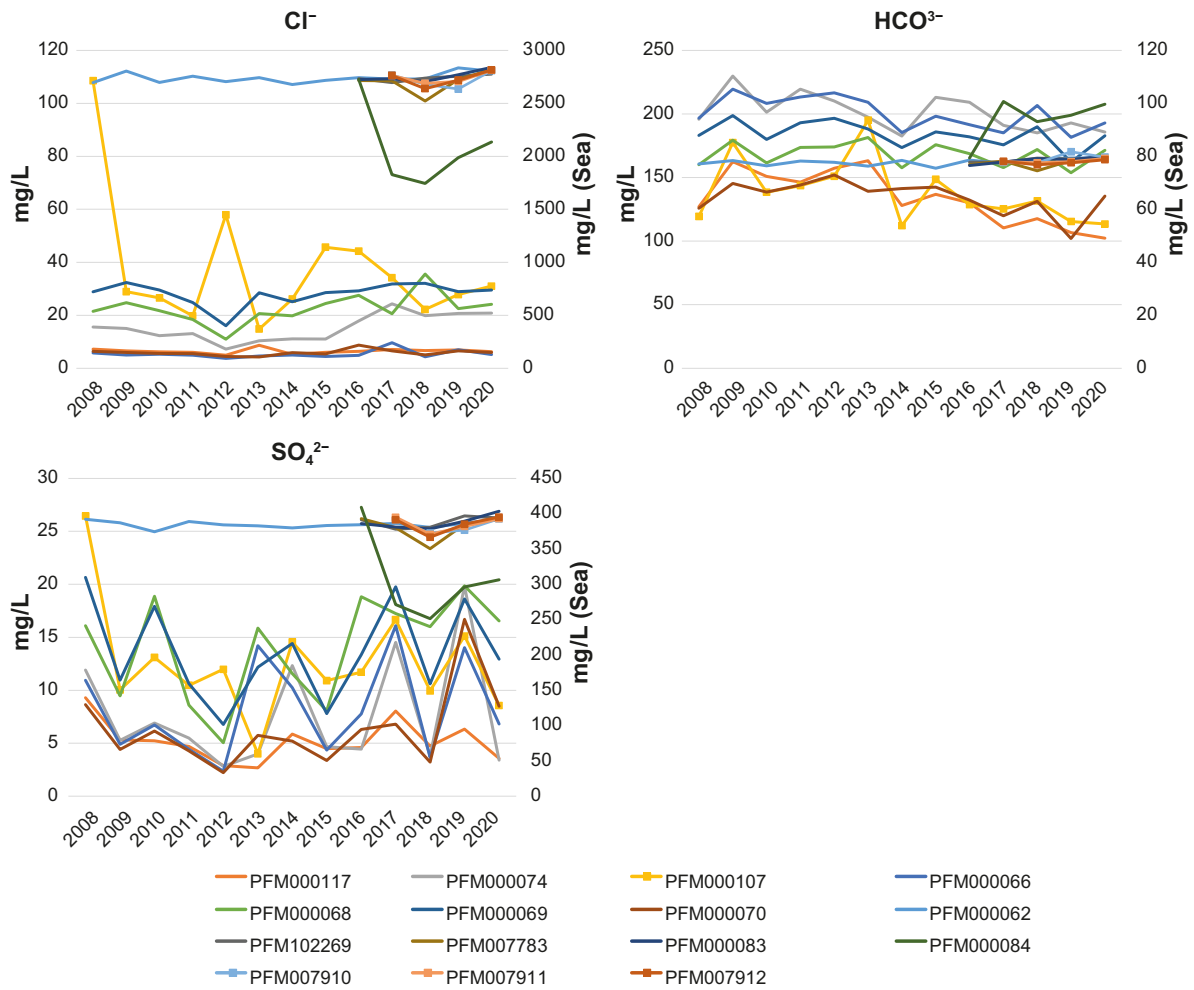 Cl⁻
120
100
80
60
40
20
0
mg/L
3000
2500
2000
1500
1000
500
0
mg/L (Sea)
2008 2009 2010 2011 2012 2013 2014 2015 2016 2017 2018 2019 2020
HCO³⁻
250
200
150
100
50
0
mg/L
120
100
80
60
40
20
0
mg/L (Sea)
2008 2009 2010 2011 2012 2013 2014 2015 2016 2017 2018 2019 2020
SO₄²⁻
30
25
20
15
10
5
0
mg/L
450
400
350
300
250
200
150
100
50
0
mg/L (Sea)
2008 2009 2010 2011 2012 2013 2014 2015 2016 2017 2018 2019 2020
PFM000117 PFM000074 PFM000107 PFM000066
PFM000068 PFM000069 PFM000070 PFM000062
PFM102269 PFM007783 PFM000083 PFM000084
PFM007910 PFM007911 PFM007912